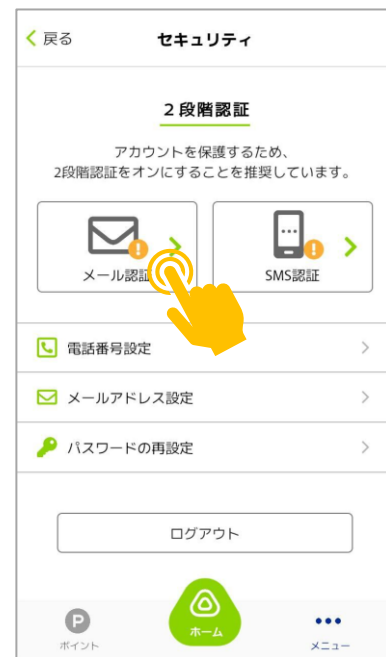 戻る
セキュリティ
2段階認証
アカウントを保護するため、
2段階認証をオンにすることを推奨しています。
メール認証
SMS認証
電話番号設定
メールアドレス設定
パスワードの再設定
ログアウト
P
ポイント
ホーム
メニュー